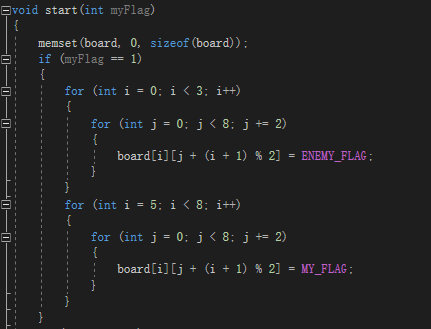 void start(int myFlag)
{
    memset(board, 0, sizeof(board));
    if (myFlag == 1)
    {
        for (int i = 0; i < 3; i++)
        {
            for (int j = 0; j < 8; j += 2)
            {
                board[i][j + (i + 1) % 2] = ENEMY_FLAG;
            }
        }
        for (int i = 5; i < 8; i++)
        {
            for (int j = 0; j < 8; j += 2)
            {
                board[i][j + (i + 1) % 2] = MY_FLAG;
            }
        }
    }